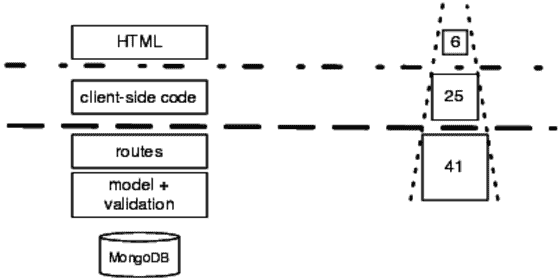 HTML
6
client-side code
25
routes
model +
validation
41
MongoDB